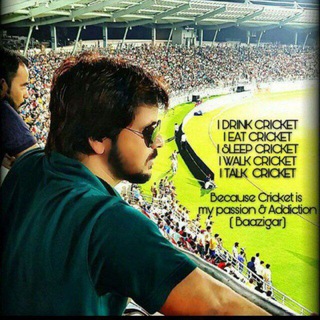 I DRINK CRICKET
I EAT CRICKET
I SLEEP CRICKET
I WALK CRICKET
I TALK CRICKET
Because Cricket is
my passion & Addiction
( Baazigar)